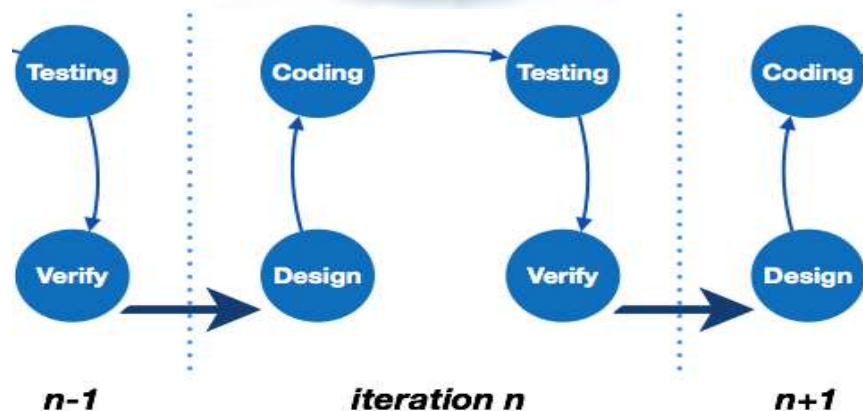 Testing
Coding
Testing
Coding
Verify
Design
Verify
Design
n-1
iteration n
n+1